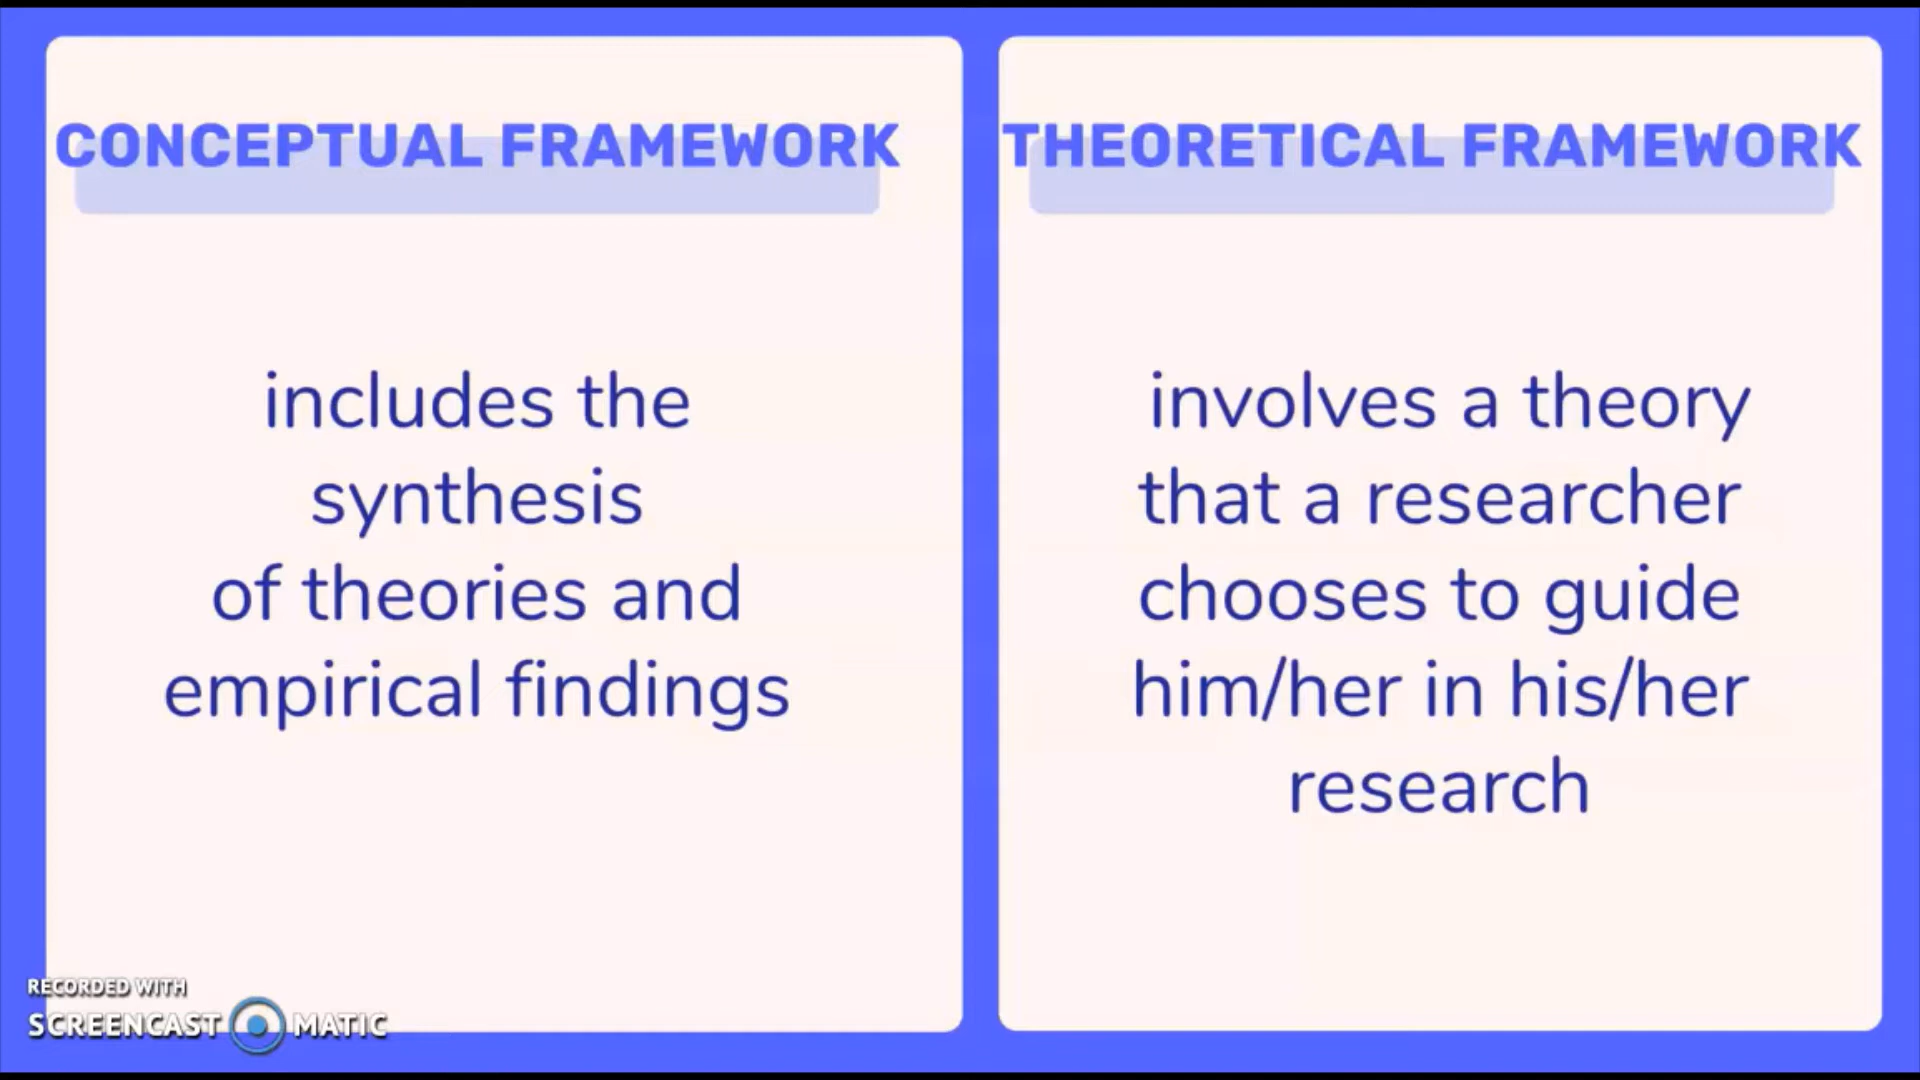 CONCEPTUAL FRAMEWORK
includes the
synthesis
of theories and
empirical findings
THEORETICAL FRAMEWORK
involves a theory
that a researcher
chooses to guide
him/her in his/her
research
RECORDED WITH
SCREENCAST MATIC